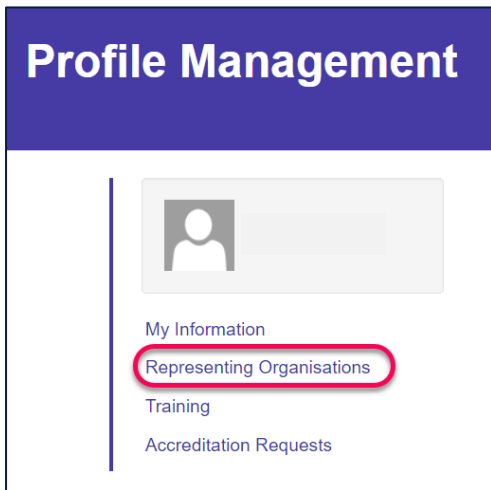 Profile Management
My Information
Representing Organisations
Training
Accreditation Requests